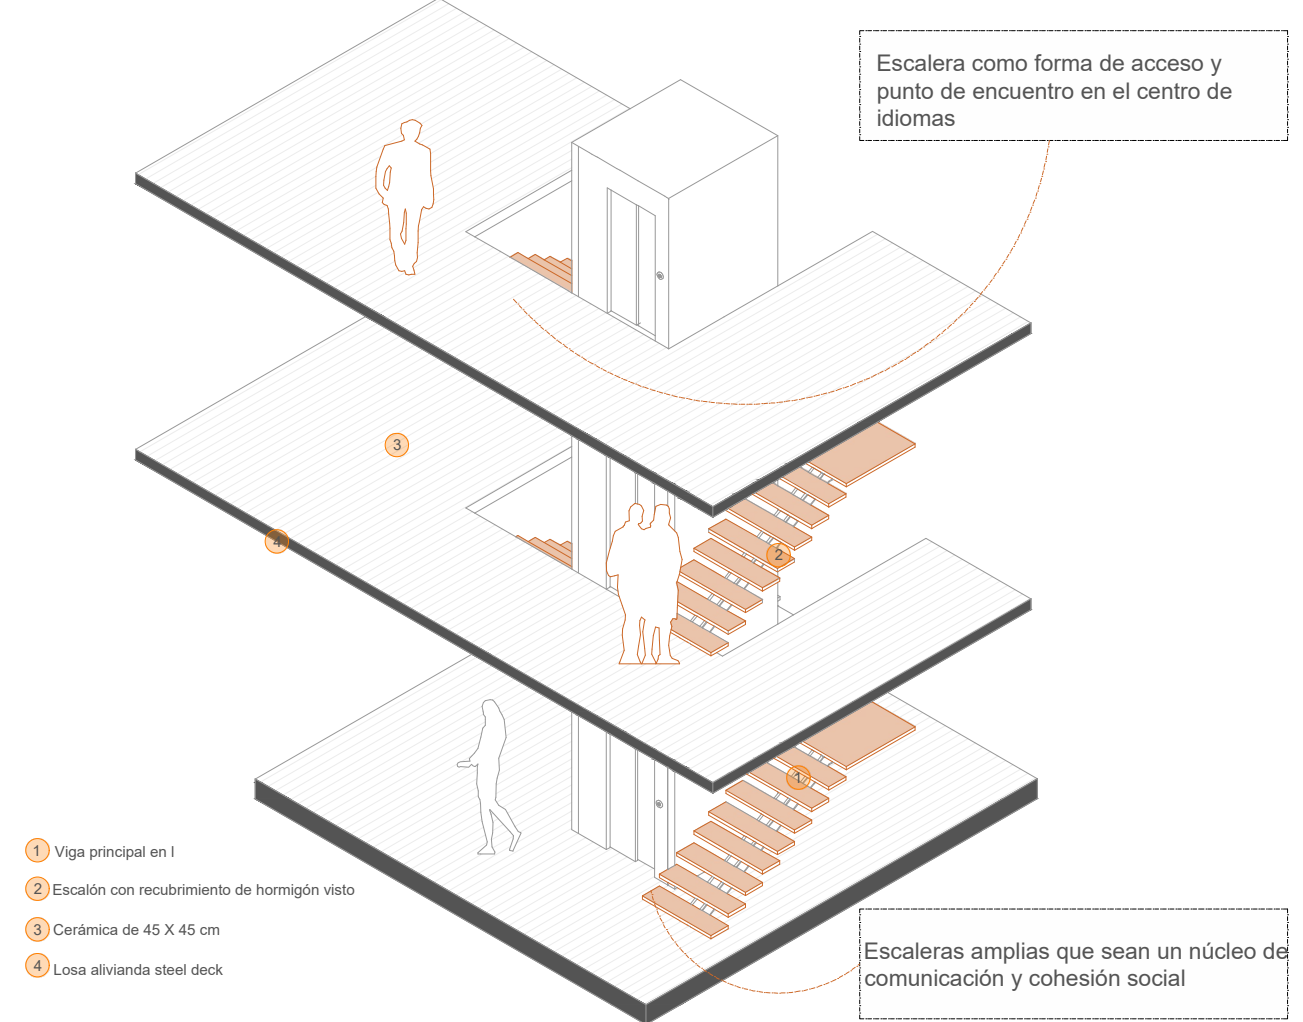 Escalera como forma de acceso y
punto de encuentro en el centro de
idiomas
3
4
2
1
1 Viga principal en I
2 Escalón con recubrimiento de hormigón visto
3 Cerámica de 45 X 45 cm
4 Losa alivianda steel deck
Escaleras amplias que sean un núcleo de
comunicación y cohesión social